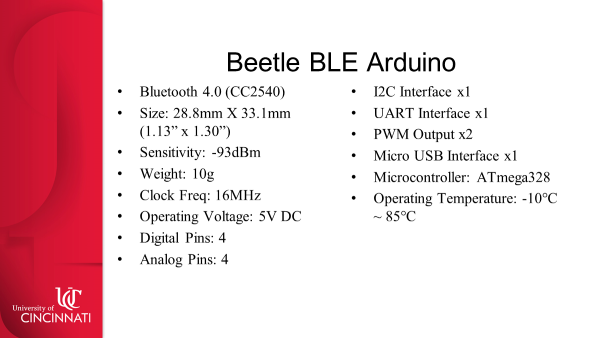 Beetle BLE Arduino
• Bluetooth 4.0 (CC2540)
• Size: 28.8mm X 33.1mm
(1.13” x 1.30”)
• Sensitivity: -93dBm
• Weight: 10g
• Clock Freq: 16MHz
• Operating Voltage: 5V DC
• Digital Pins: 4
• Analog Pins: 4
• I2C Interface x1
• UART Interface x1
• PWM Output x2
• Micro USB Interface x1
• Microcontroller: ATmega328
• Operating Temperature: -10℃
~ 85℃
UC
University of
CINCINNATI